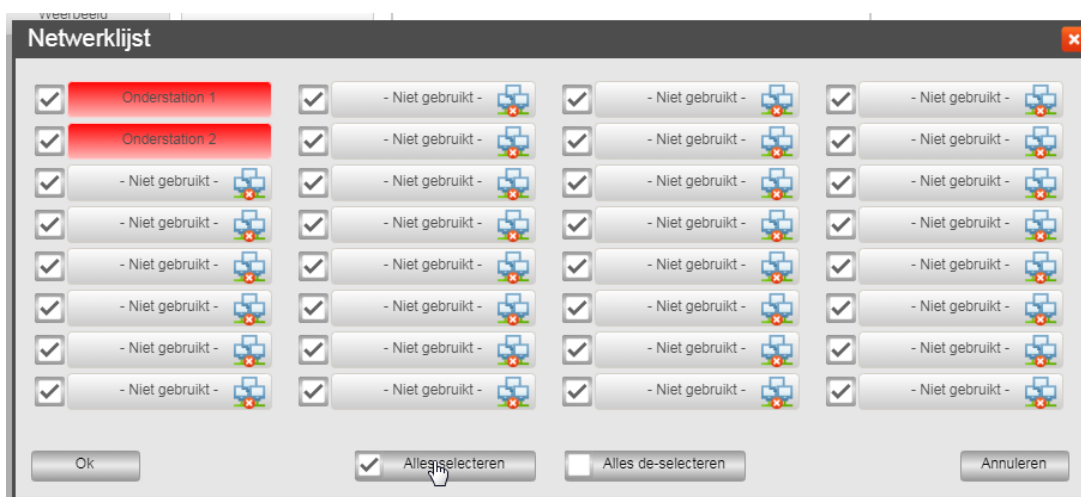 Weerbeeld
Netwerklijst
Onderstation 1 - Niet gebruikt - - Niet gebruikt - - Niet gebruikt -
Onderstation 2 - Niet gebruikt - - Niet gebruikt - - Niet gebruikt -
- Niet gebruikt - - Niet gebruikt - - Niet gebruikt - - Niet gebruikt -
- Niet gebruikt - - Niet gebruikt - - Niet gebruikt - - Niet gebruikt -
- Niet gebruikt - - Niet gebruikt - - Niet gebruikt - - Niet gebruikt -
- Niet gebruikt - - Niet gebruikt - - Niet gebruikt - - Niet gebruikt -
- Niet gebruikt - - Niet gebruikt - - Niet gebruikt - - Niet gebruikt -
- Niet gebruikt - - Niet gebruikt - - Niet gebruikt - - Niet gebruikt -
Ok Alles selecteren Alles de-selecteren Annuleren